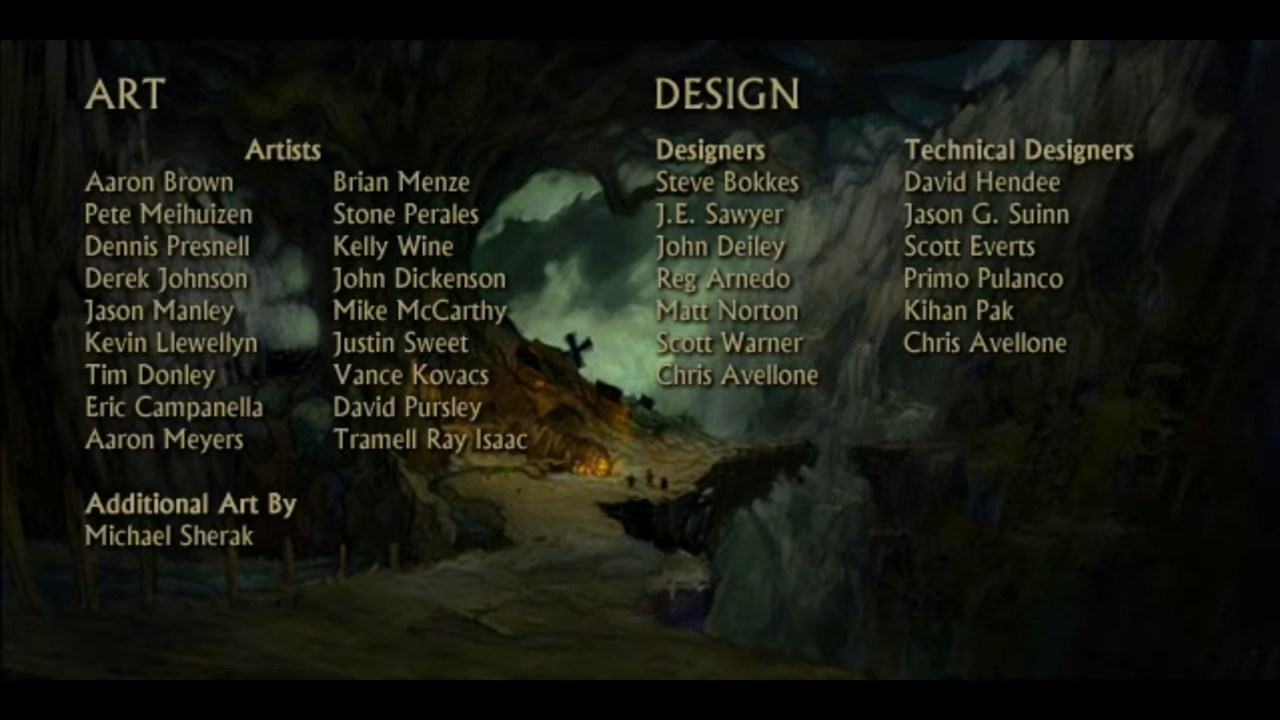 ART
Artists
Aaron Brown
Pete Meihuizen
Dennis Presnell
Derek Johnson
Jason Manley
Kevin Llewellyn
Tim Donley
Eric Campanella
Aaron Meyers
Brian Menze
Stone Perales
Kelly Wine
John Dickenson
Mike McCarthy
Justin Sweet
Vance Kovacs
David Pursley
Tramell Ray Isaac
Additional Art By
Michael Sherak
DESIGN
Designers
Steve Bokkes
J.E. Sawyer
John Deiley
Reg Arnedo
Matt Norton
Scott Warner
Chris Avellone
Technical Designers
David Hendee
Jason G. Suinn
Scott Everts
Primo Pulanco
Kihan Pak
Chris Avellone